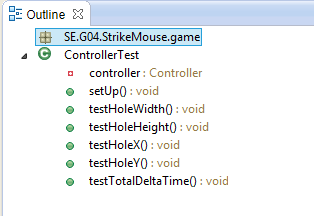 Outline
SE.G04.StrikeMouse.game
ControllerTest
controller : Controller
setUp() : void
testHoleWidth() : void
testHoleHeight() : void
testHoleX() : void
testHoleY() : void
testTotalDeltaTime() : void